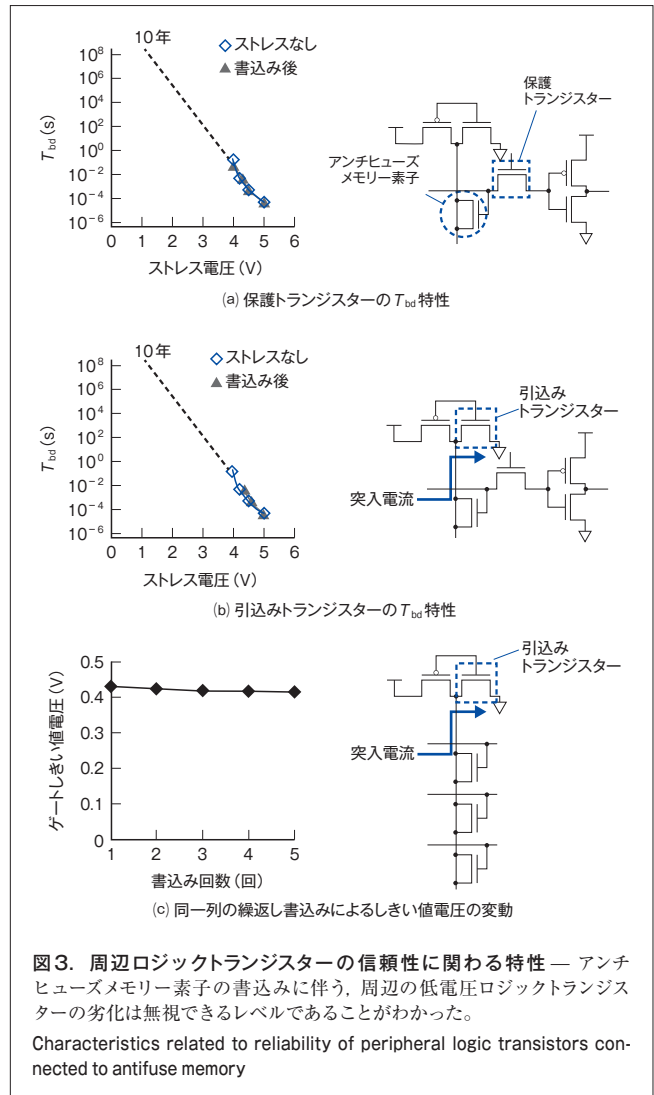 10年
ストレスなし
書込み後
T_bd (s)
10^8
10^6
10^4
10^2
10^0
10^-2
10^-4
10^-6
0 1 2 3 4 5 6
ストレス電圧 (V)
保護
トランジスター
アンチヒューズ
メモリー素子
(a) 保護トランジスターの T_bd 特性
10年
ストレスなし
書込み後
T_bd (s)
10^8
10^6
10^4
10^2
10^0
10^-2
10^-4
10^-6
0 1 2 3 4 5 6
ストレス電圧 (V)
引込み
トランジスター
突入電流
(b) 引込みトランジスターの T_bd 特性
ゲートしきい値電圧 (V)
0.5
0.4
0.3
0.2
0.1
0
1 2 3 4 5
書込み回数 (回)
引込み
トランジスター
突入電流
(c) 同一列の繰返し書込みによるしきい値電圧の変動
図3. 周辺ロジックトランジスターの信頼性に関わる特性 — アンチ
ヒューズメモリー素子の書込みに伴う, 周辺の低電圧ロジックトランジス
ターの劣化は無視できるレベルであることがわかった。
Characteristics related to reliability of peripheral logic transistors con-
nected to antifuse memory